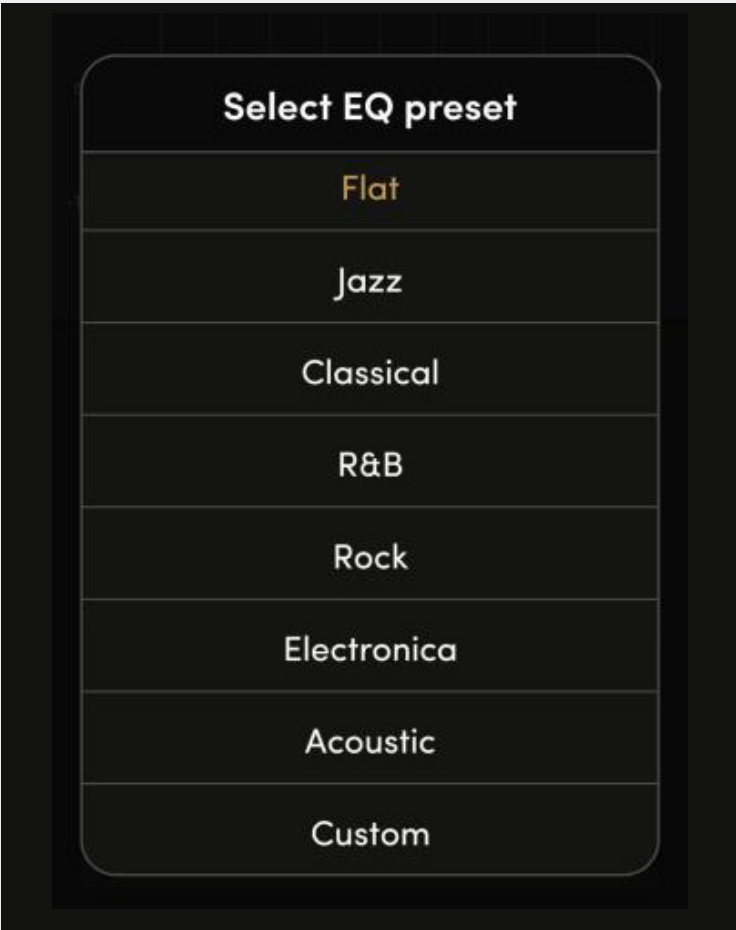 Select EQ preset
Flat
Jazz
Classical
R&B
Rock
Electronica
Acoustic
Custom